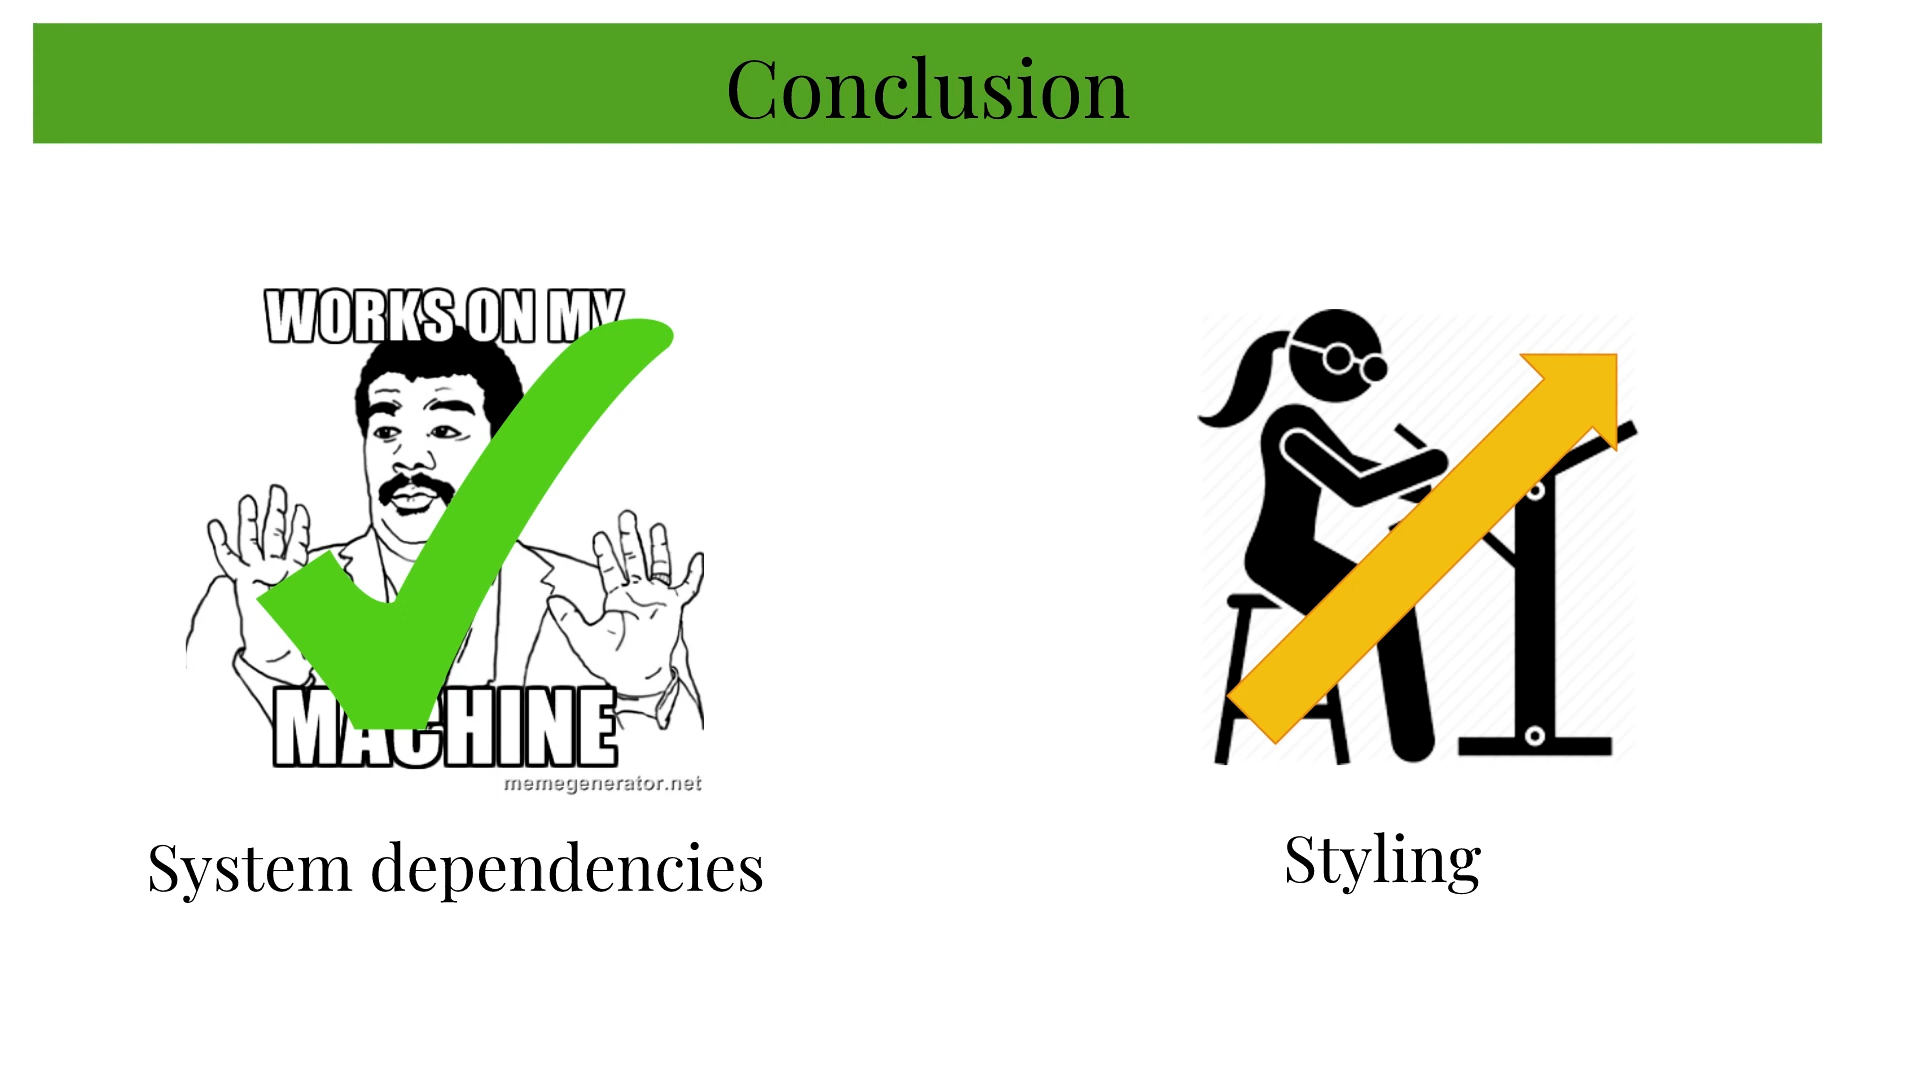 Conclusion
WORKS ON MY
MACHINE
memegenerator.net
System dependencies
Styling